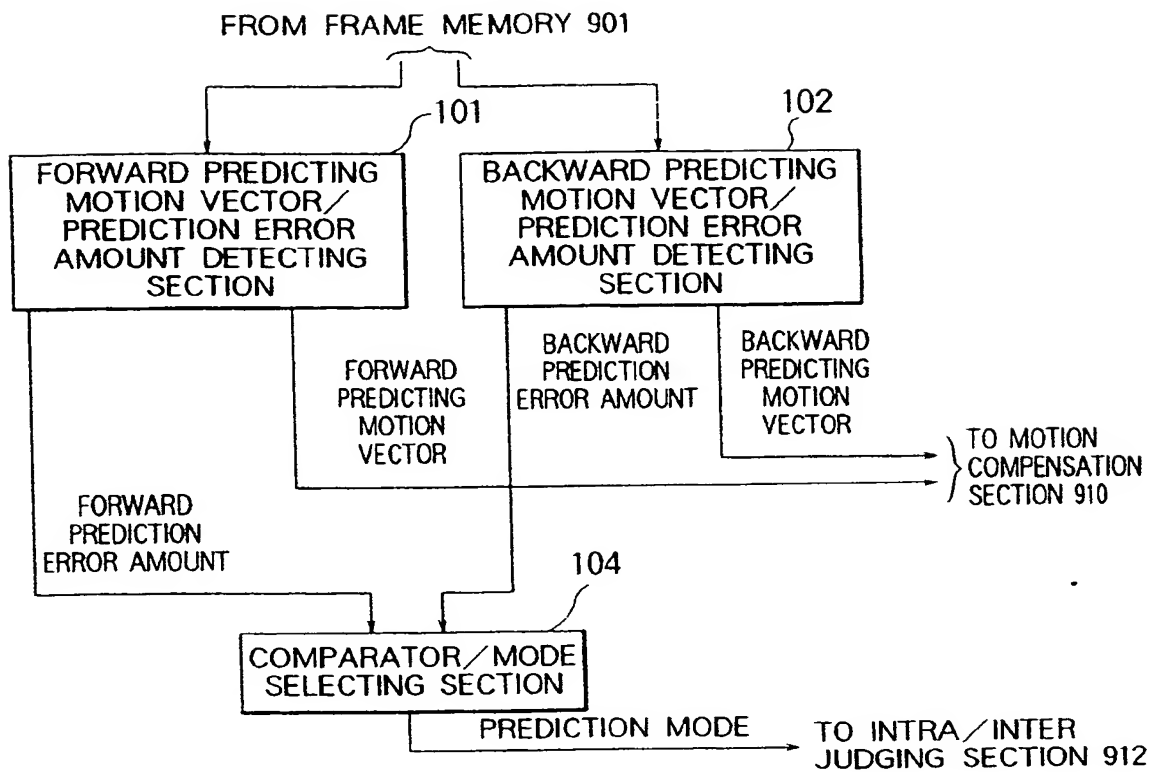 FROM FRAME MEMORY 901
101
102
FORWARD PREDICTING
MOTION VECTOR/
PREDICTION ERROR
AMOUNT DETECTING
SECTION
BACKWARD PREDICTING
MOTION VECTOR/
PREDICTION ERROR
AMOUNT DETECTING
SECTION
FORWARD
PREDICTING
MOTION
VECTOR
BACKWARD
PREDICTION
ERROR AMOUNT
BACKWARD
PREDICTING
MOTION
VECTOR
TO MOTION
COMPENSATION
SECTION 910
FORWARD
PREDICTION
ERROR AMOUNT
104
COMPARATOR/MODE
SELECTING SECTION
PREDICTION MODE
TO INTRA/INTER
JUDGING SECTION 912